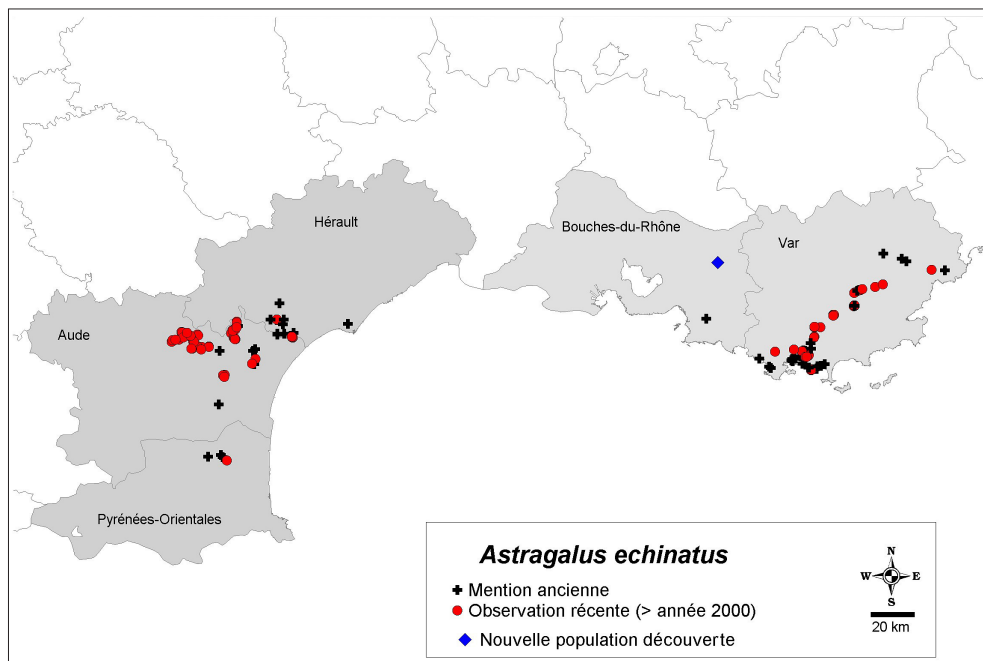 Hérault
Bouches-du-Rhône
Var
Aude
Pyrénées-Orientales
Astragalus echinatus
Mention ancienne
Observation récente (> année 2000)
Nouvelle population découverte
N
W E
S
20 km